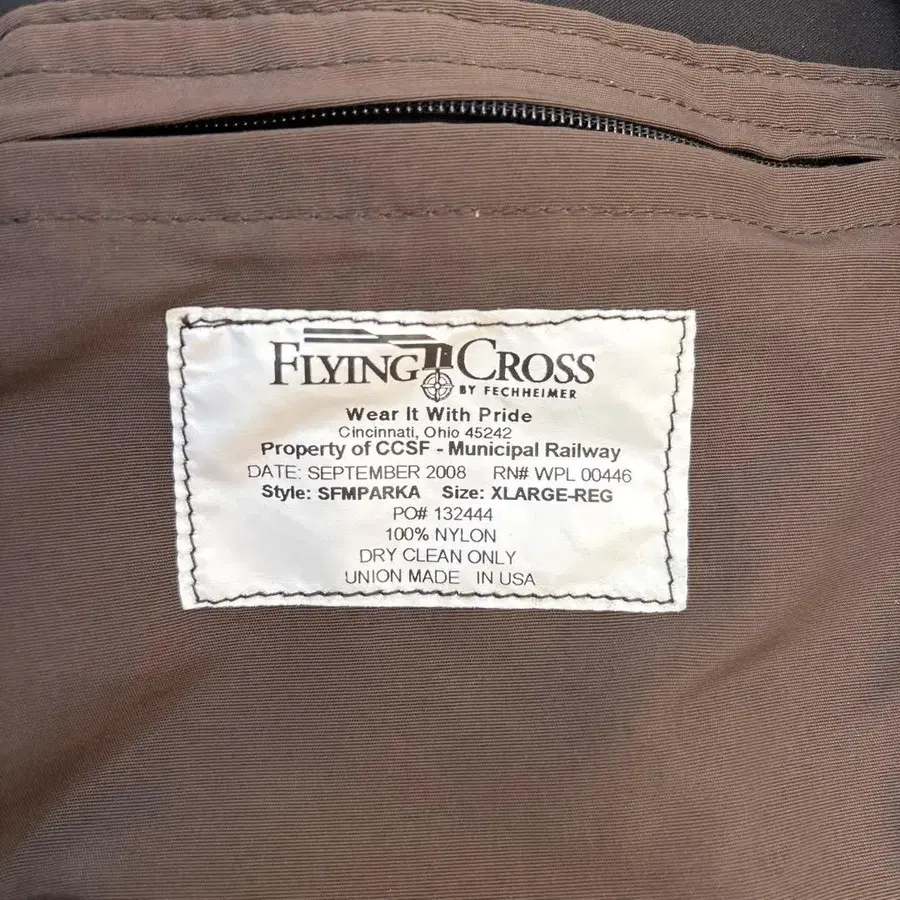 FLYING CROSS
BY FECHHEIMER
Wear It With Pride
Cincinnati, Ohio 45242
Property of CCSF - Municipal Railway
DATE: SEPTEMBER 2008 RN# WPL 00446
Style: SFMPARKA Size: XLARGE-REG
PO# 132444
100% NYLON
DRY CLEAN ONLY
UNION MADE IN USA